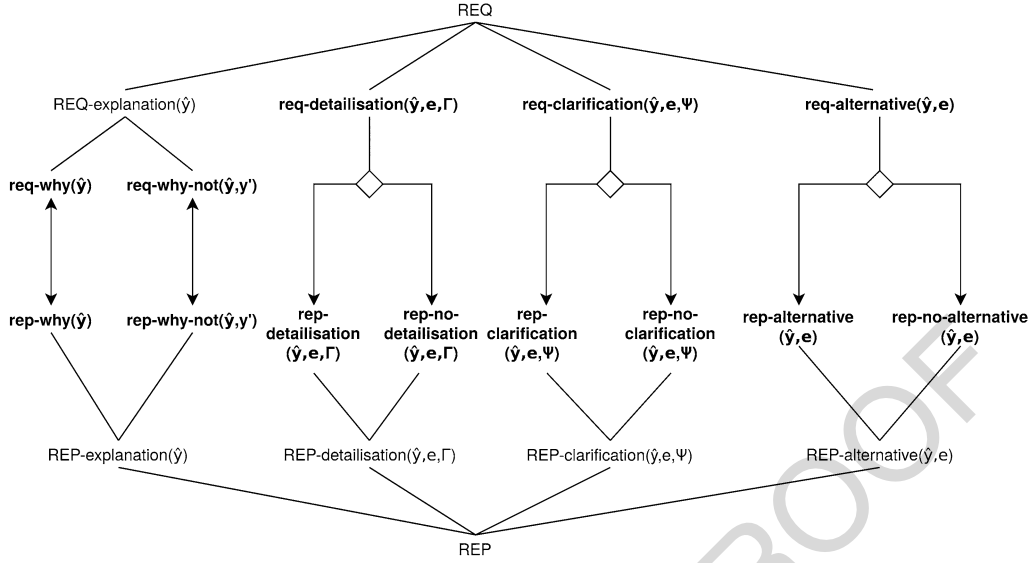 REQ
REQ-explanation(ŷ)
req-detailisation(ŷ,e,Γ)
req-clarification(ŷ,e,Ψ)
req-alternative(ŷ,e)
req-why(ŷ)
req-why-not(ŷ,y')
rep-why(ŷ)
rep-why-not(ŷ,y')
rep-
detailisation
(ŷ,e,Γ)
rep-no-
detailisation
(ŷ,e,Γ)
rep-
clarification
(ŷ,e,Ψ)
rep-no-
clarification
(ŷ,e,Ψ)
rep-alternative
(ŷ,e)
rep-no-alternative
(ŷ,e)
REP-explanation(ŷ)
REP-detailisation(ŷ,e,Γ)
REP-clarification(ŷ,e,Ψ)
REP-alternative(ŷ,e)
REP
OOF